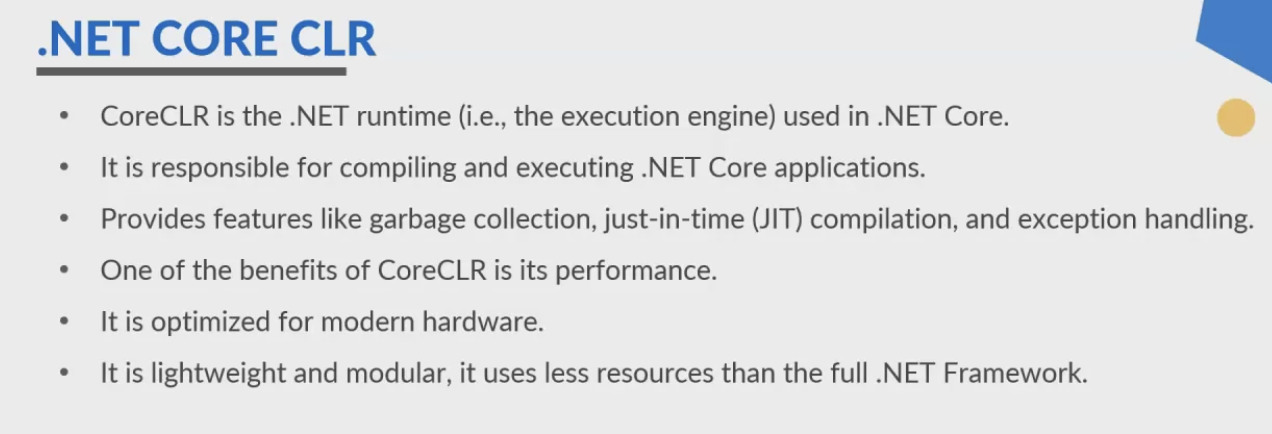 .NET CORE CLR
• CoreCLR is the .NET runtime (i.e., the execution engine) used in .NET Core.
• It is responsible for compiling and executing .NET Core applications.
• Provides features like garbage collection, just-in-time (JIT) compilation, and exception handling.
• One of the benefits of CoreCLR is its performance.
• It is optimized for modern hardware.
• It is lightweight and modular, it uses less resources than the full .NET Framework.